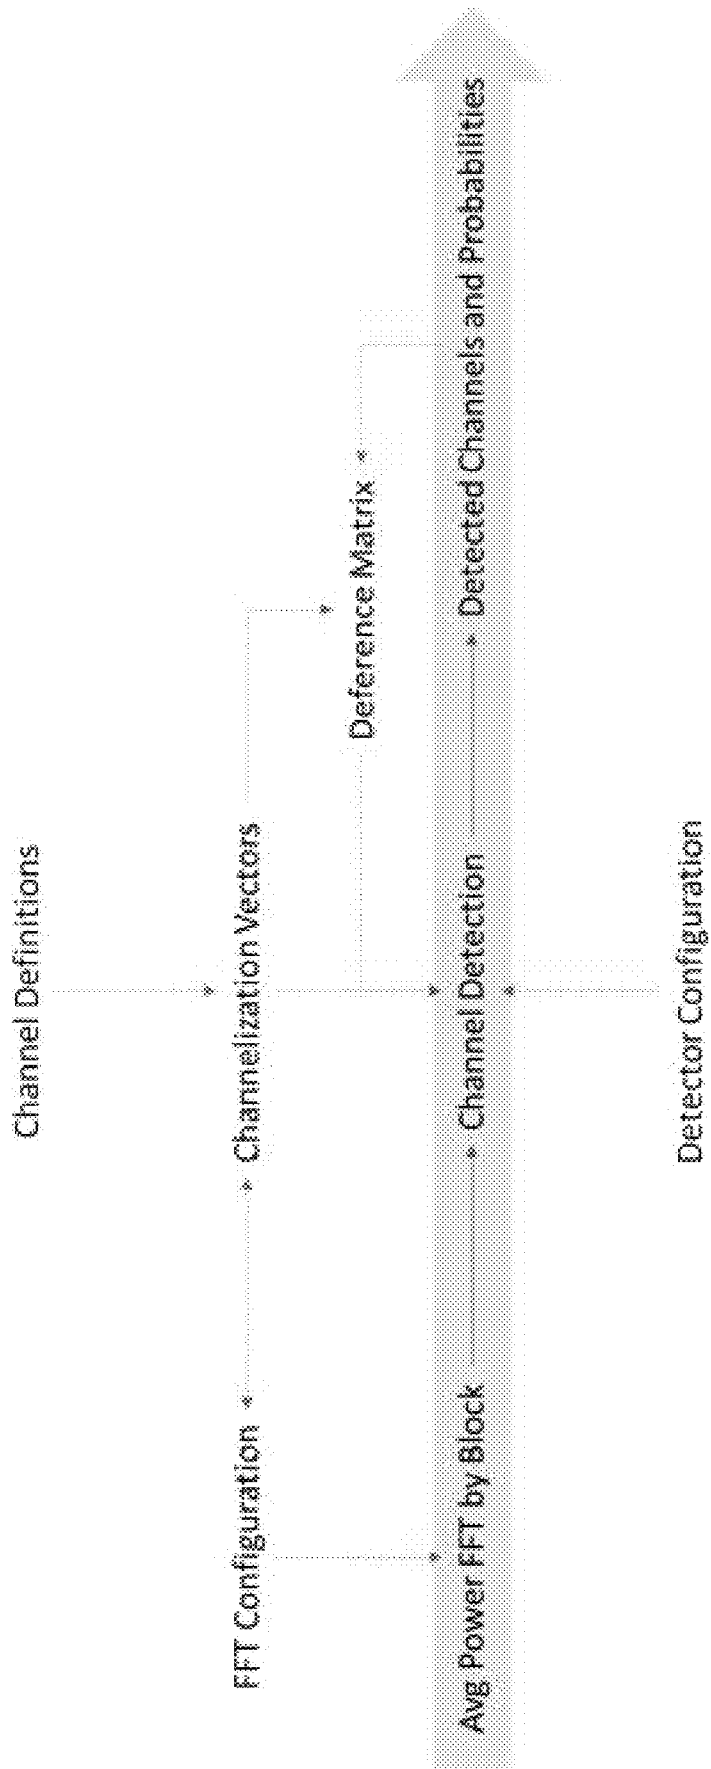 Channel Definitions
FFT Configuration
Channelization Vectors
Deference Matrix
Avg Power FFT by Block
Channel Detection
Detected Channels and Probabilities
Detector Configuration